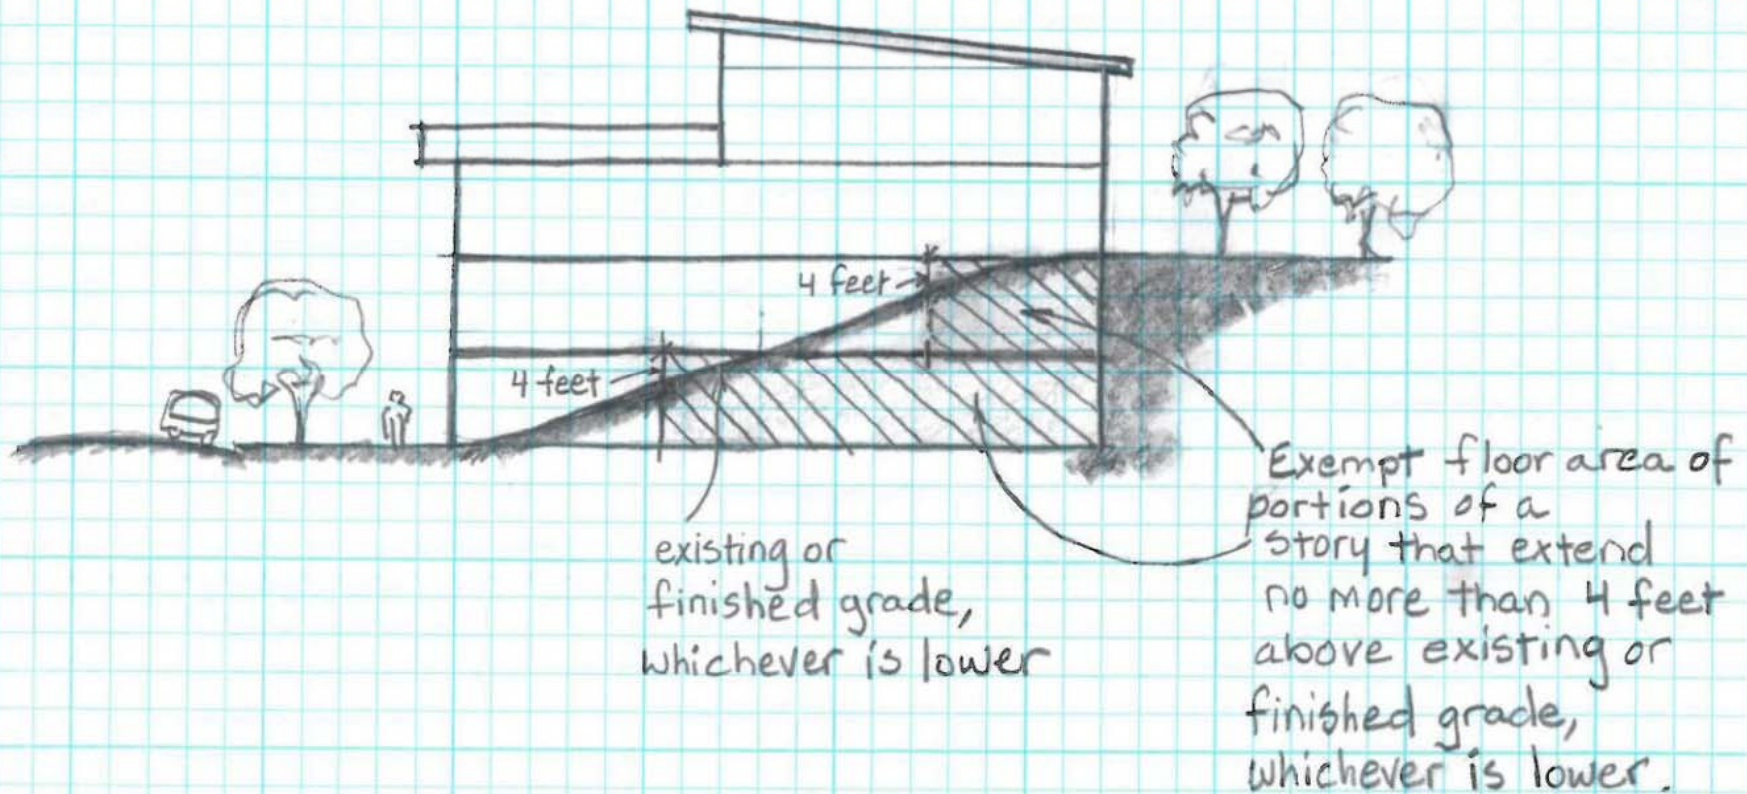 4 feet
4 feet
existing or
finished grade,
whichever is lower
Exempt floor area of
portions of a
story that extend
no more than 4 feet
above existing or
finished grade,
whichever is lower.